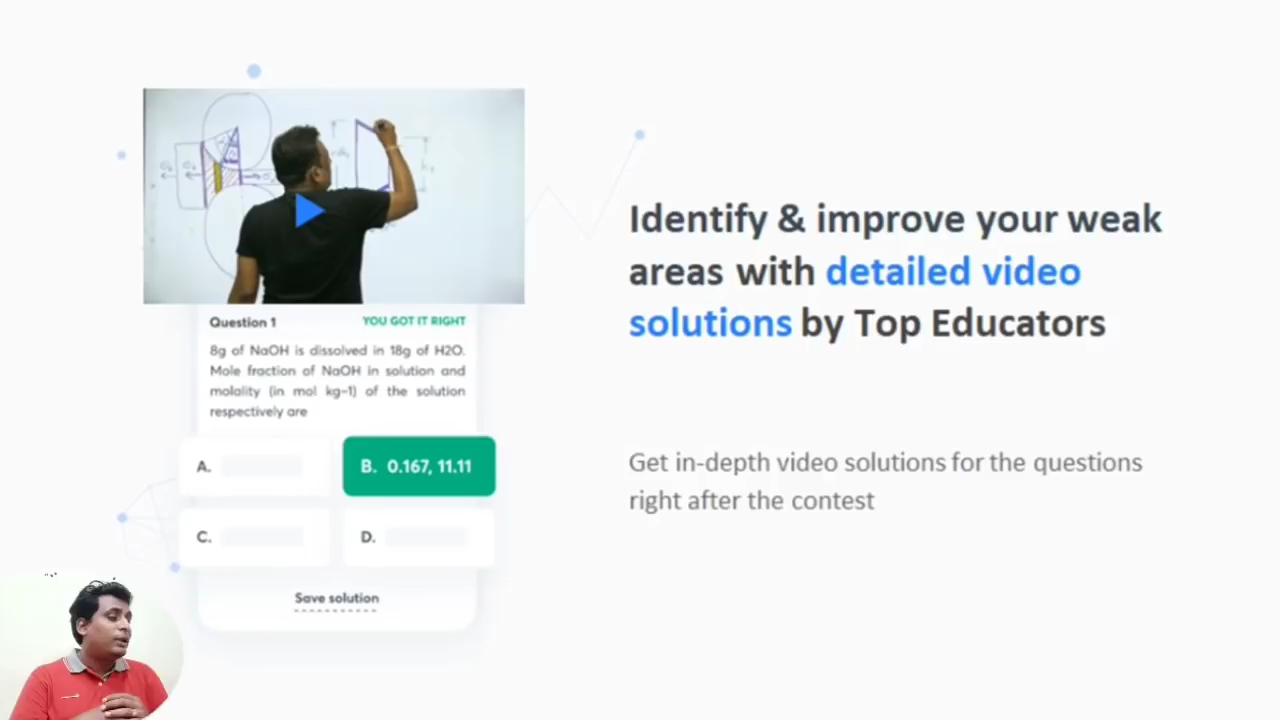 Identify & improve your weak
areas with detailed video
solutions by Top Educators
Get in-depth video solutions for the questions
right after the contest
Question 1 YOU GOT IT RIGHT
8g of NaOH is dissolved in 18g of H2O.
Mole fraction of NaOH in solution and
molality (in mol kg-1) of the solution
respectively are
A. B. 0.167, 11.11
C. D.
Save solution